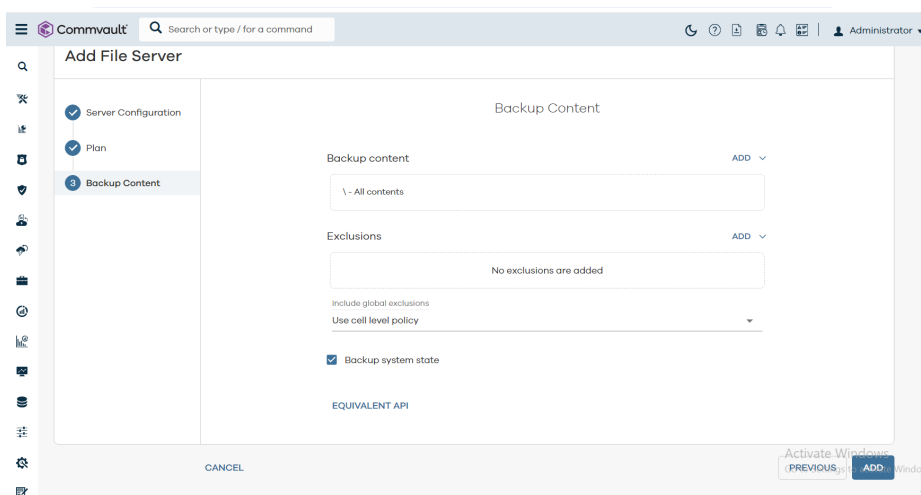 Commvault
Search or type / for a command
Administrator
Add File Server
Server Configuration
Plan
3 Backup Content
Backup Content
Backup content ADD
\ - All contents
Exclusions ADD
No exclusions are added
Include global exclusions
Use cell level policy
Backup system state
EQUIVALENT API
Activate Windows
CANCEL PREVIOUS ADD